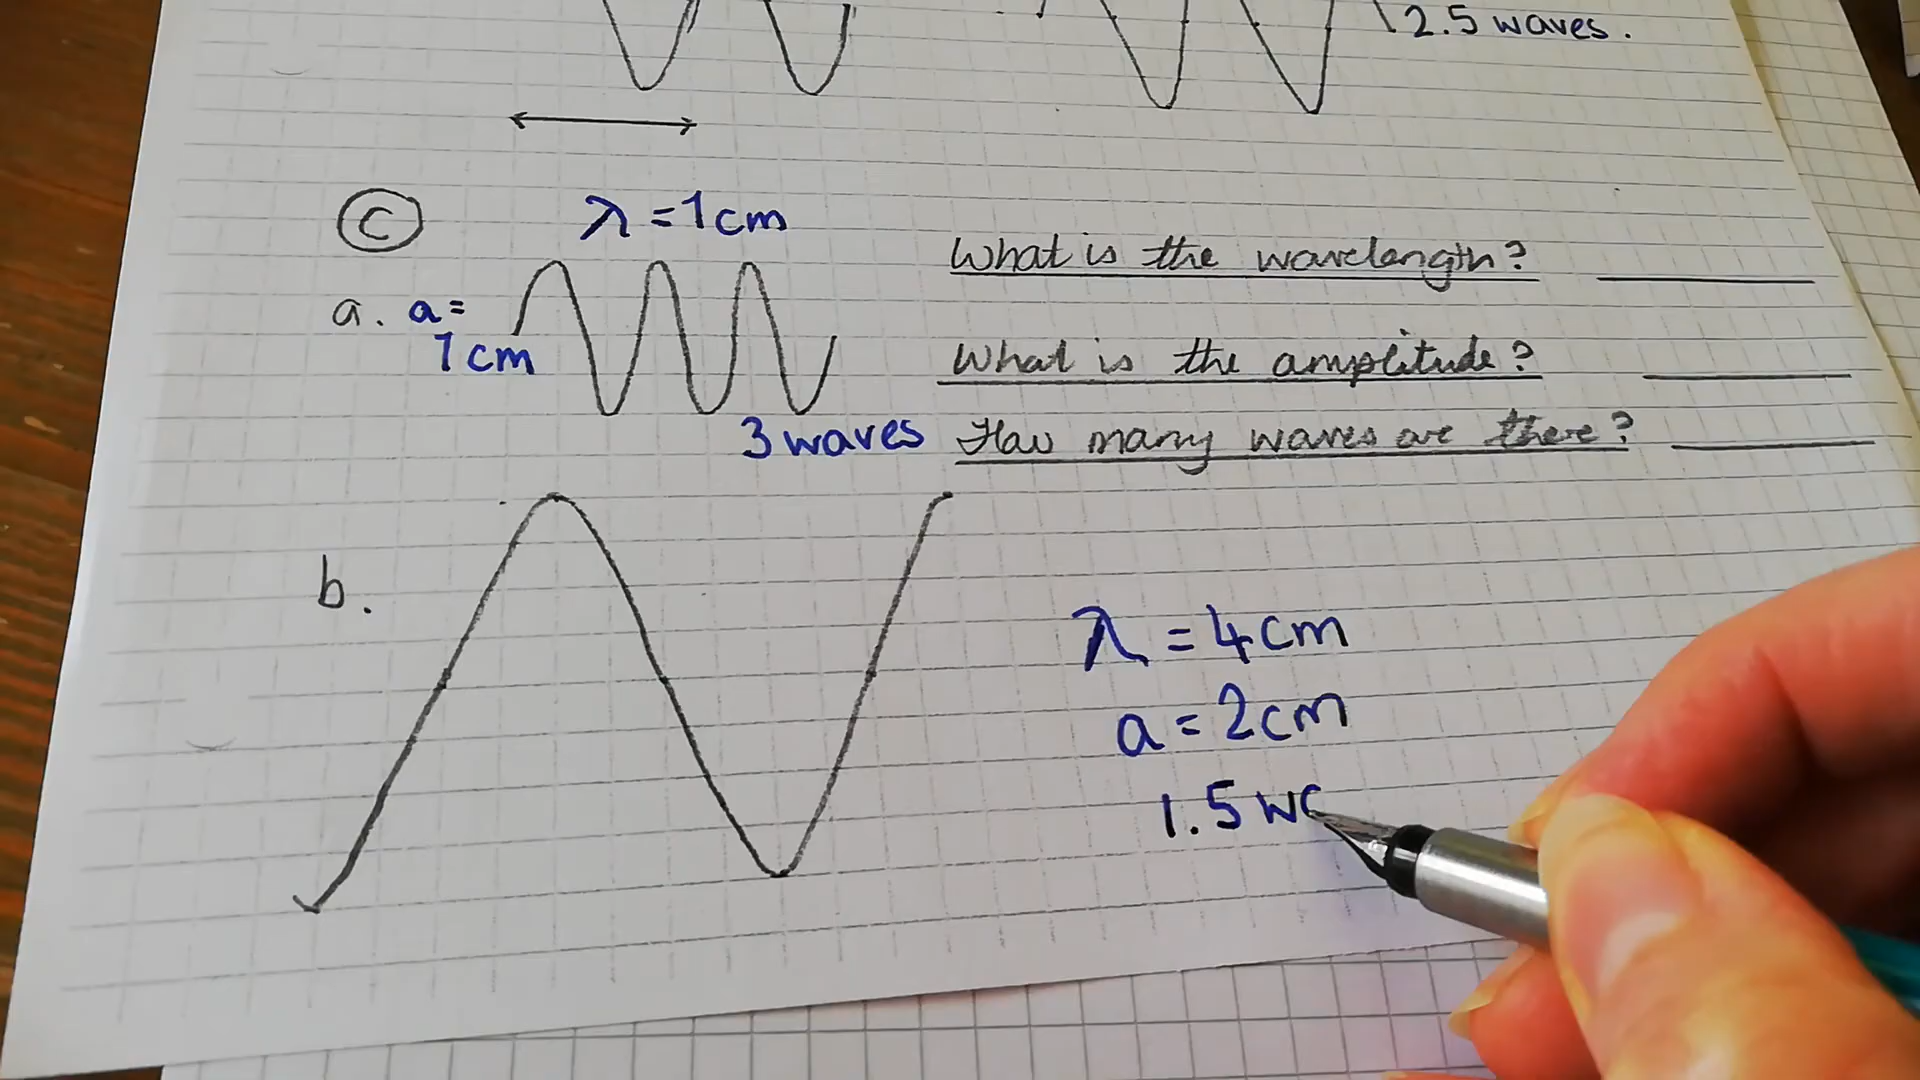 2.5 waves.
C
λ = 1cm
a. a =
1cm
3 waves
What is the wavelength?
What is the amplitude?
How many waves are there?
b.
λ = 4cm
a = 2cm
1.5 wa